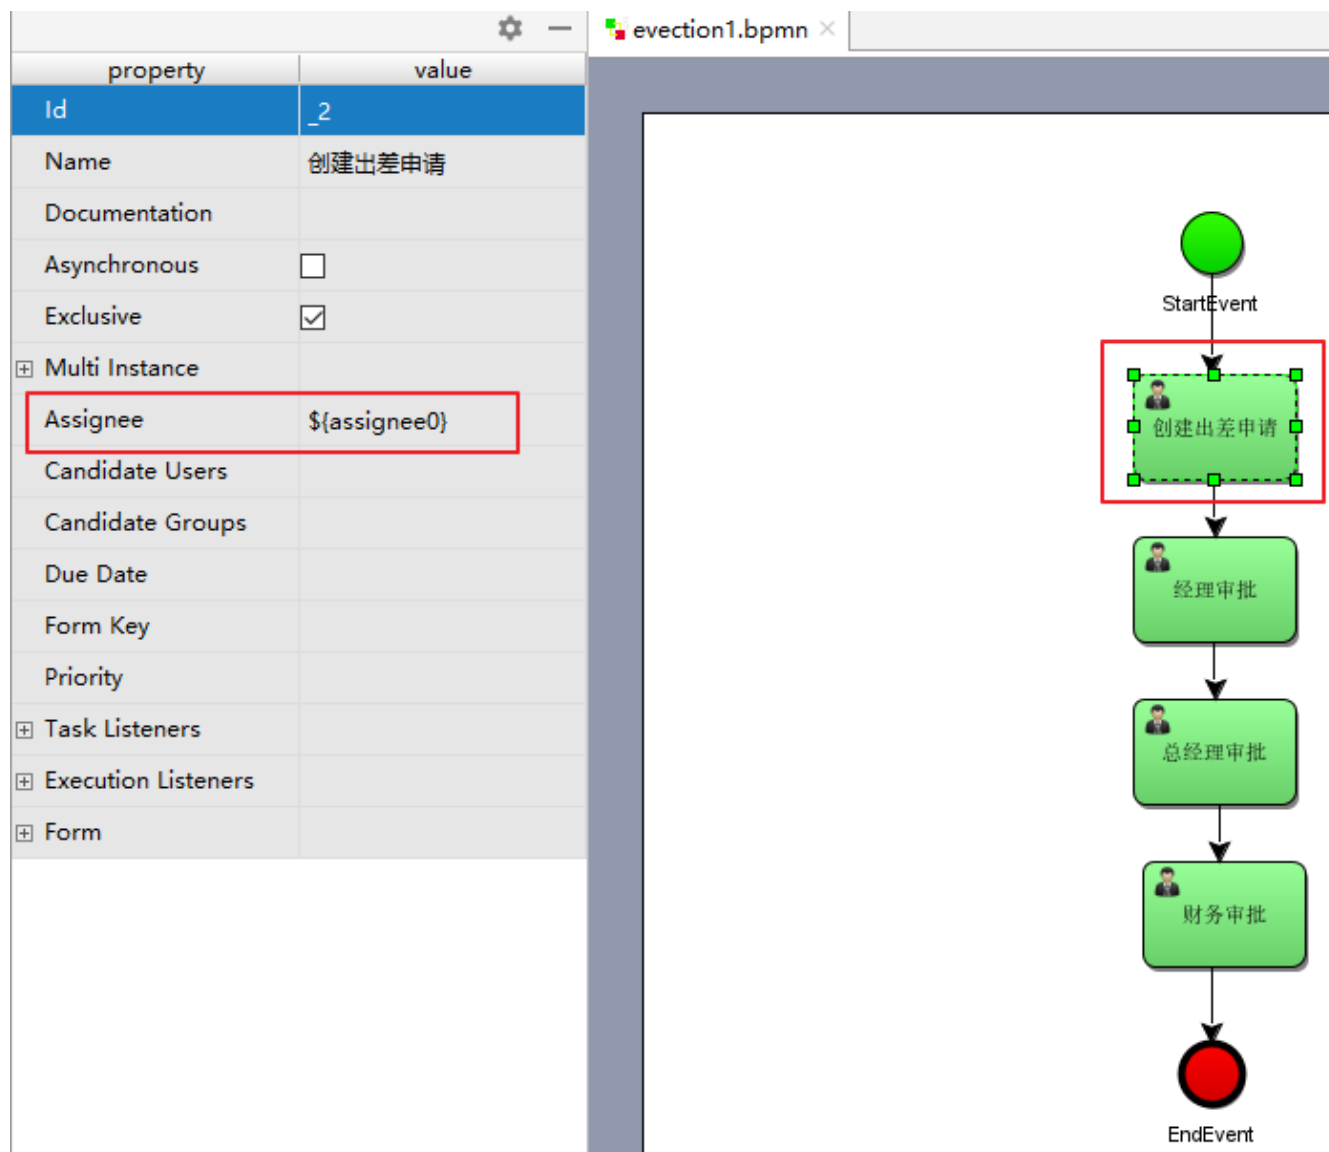 evection1.bpmn
property value
Id _2
Name 创建出差申请
Documentation
Asynchronous
Exclusive
Multi Instance
Assignee ${assignee0}
Candidate Users
Candidate Groups
Due Date
Form Key
Priority
Task Listeners
Execution Listeners
Form
StartEvent
创建出差申请
经理审批
总经理审批
财务审批
EndEvent